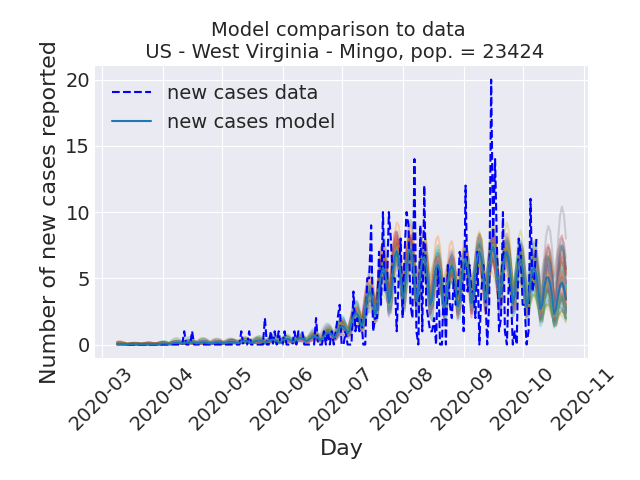 Model comparison to data
US - West Virginia - Mingo, pop. = 23424
Number of new cases reported
20
15
10
5
0
new cases data
new cases model
2020-03
2020-04
2020-05
2020-06
2020-07
2020-08
2020-09
2020-10
2020-11
Day